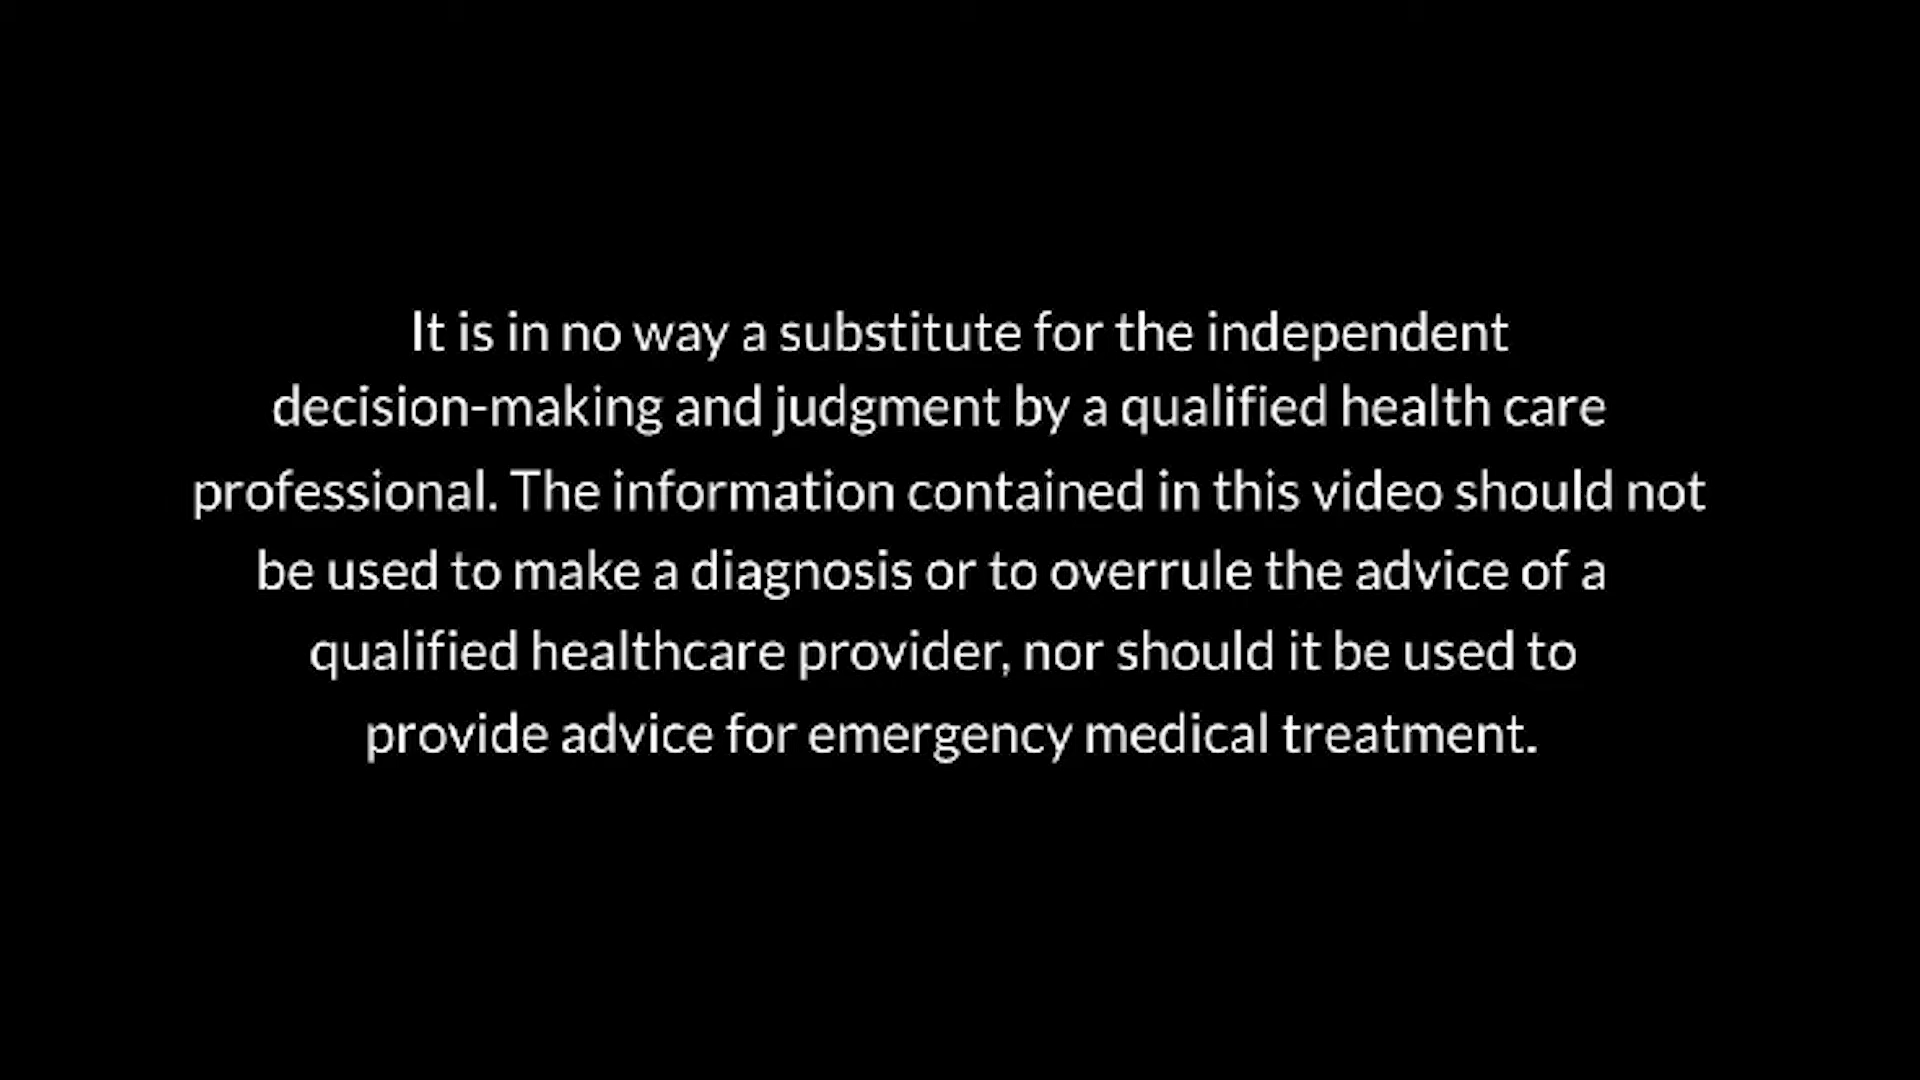 It is in no way a substitute for the independent
decision-making and judgment by a qualified health care
professional. The information contained in this video should not
be used to make a diagnosis or to overrule the advice of a
qualified healthcare provider, nor should it be used to
provide advice for emergency medical treatment.